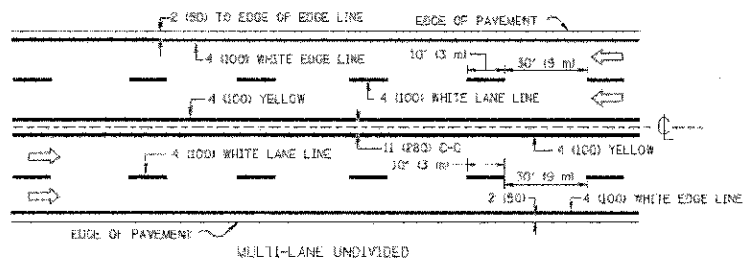 2 (50) TO EDGE OF EDGE LINE
EDGE OF PAVEMENT
4 (100) WHITE EDGE LINE
10' (3 m)
30' (9 m)
4 (100) YELLOW
4 (100) WHITE LANE LINE
℄
4 (100) WHITE LANE LINE
11 (280) C-C
4 (100) YELLOW
10' (3 m)
30' (9 m)
2 (50)
4 (100) WHITE EDGE LINE
EDGE OF PAVEMENT
MULTI-LANE UNDIVIDED